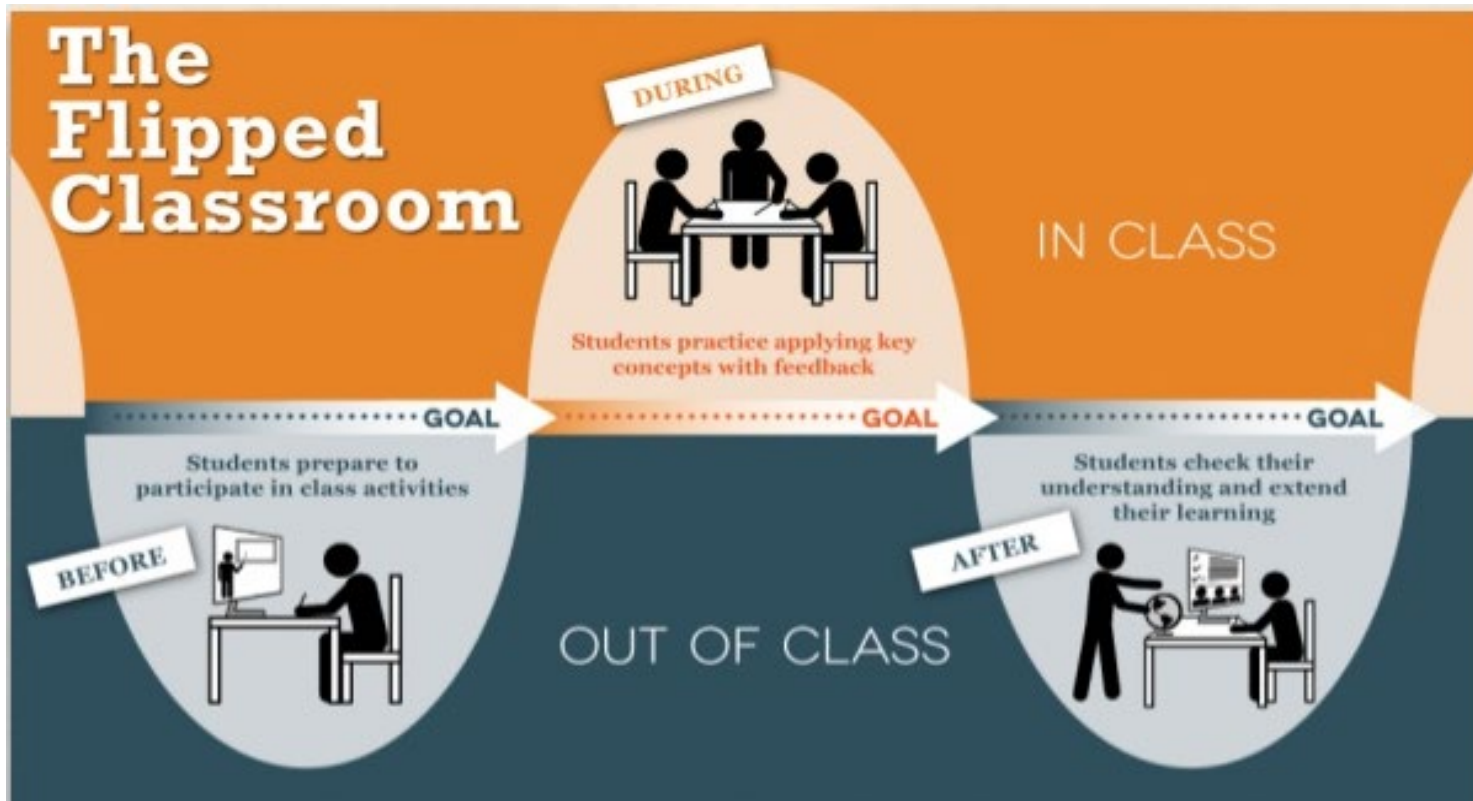 The
Flipped
Classroom
DURING
IN CLASS
Students practice applying key
concepts with feedback
GOAL
GOAL
GOAL
Students prepare to
participate in class activities
BEFORE
OUT OF CLASS
Students check their
understanding and extend
their learning
AFTER